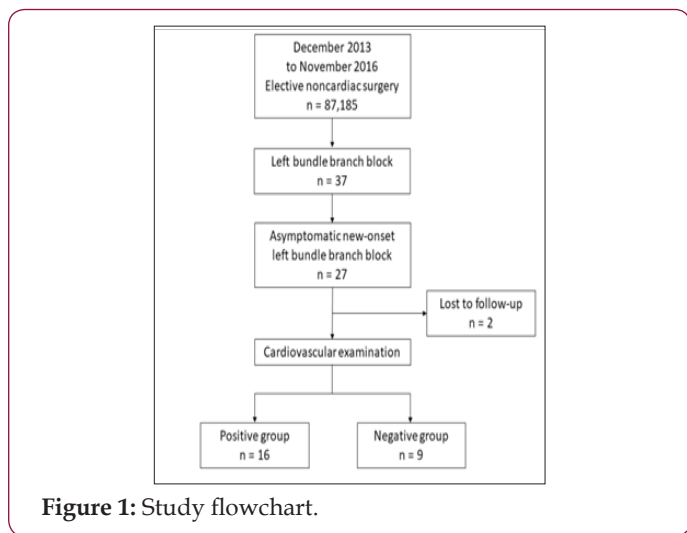 December 2013
to November 2016
Elective noncardiac surgery
n = 87,185
Left bundle branch block
n = 37
Asymptomatic new-onset
left bundle branch block
n = 27
Lost to follow-up
n = 2
Cardiovascular examination
Positive group
n = 16
Negative group
n = 9
Figure 1: Study flowchart.